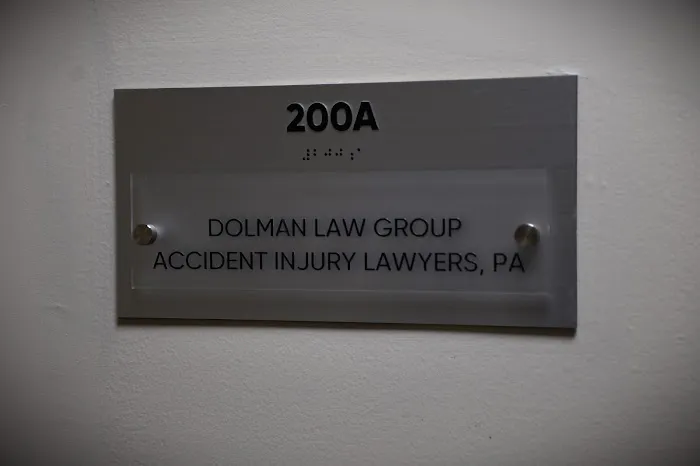 200A
⠼⠃⠚⠚⠰⠁
DOLMAN LAW GROUP
ACCIDENT INJURY LAWYERS, PA